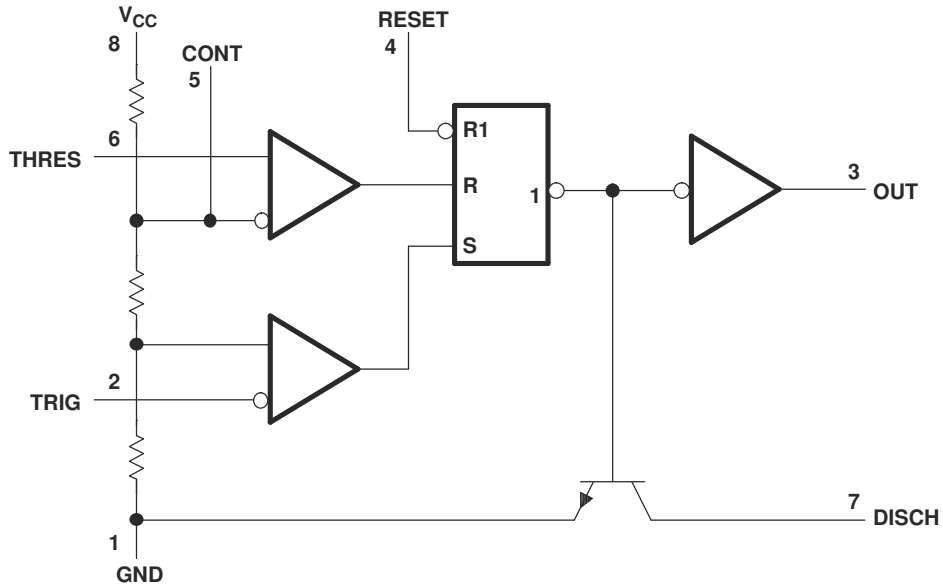 VCC
8
RESET
4
CONT
5
6
THRES
R1
R
1
S
3
OUT
2
TRIG
7
DISCH
1
GND